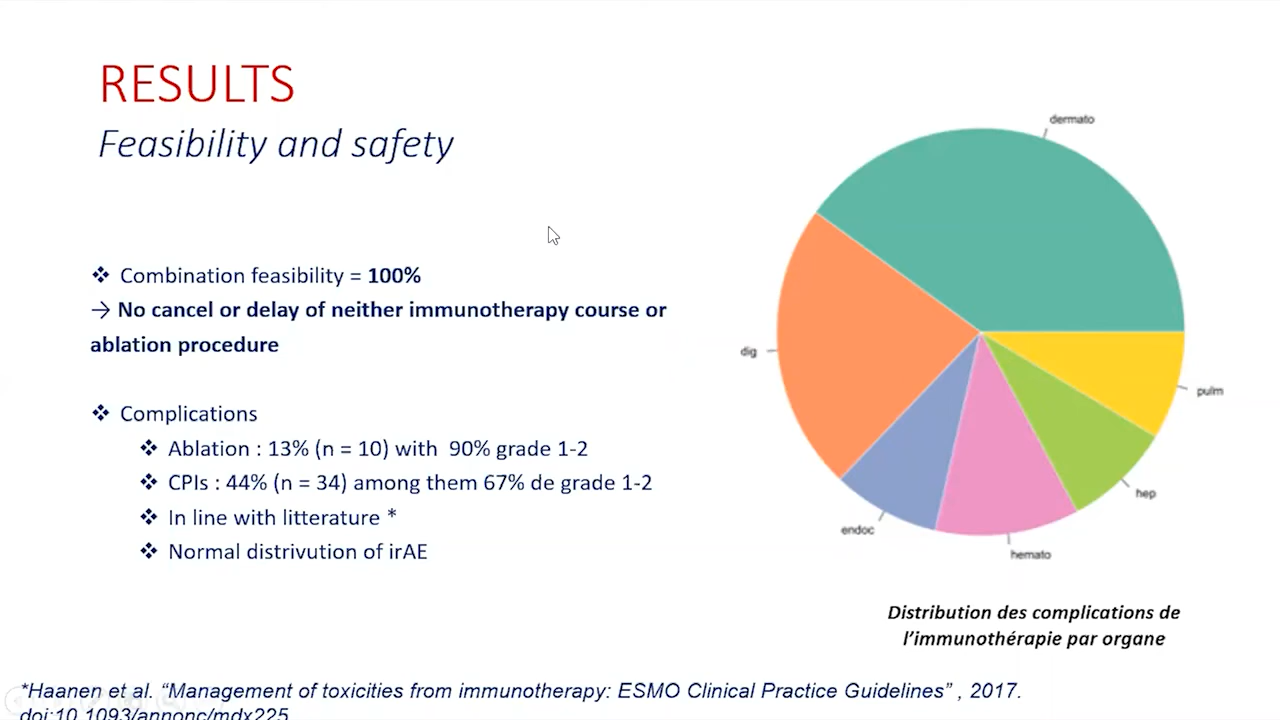 RESULTS
Feasibility and safety
❖ Combination feasibility = 100%
→ No cancel or delay of neither immunotherapy course or
ablation procedure
❖ Complications
❖ Ablation : 13% (n = 10) with 90% grade 1-2
❖ CPIs : 44% (n = 34) among them 67% de grade 1-2
❖ In line with litterature *
❖ Normal distrivution of irAE
dermato
dig
pulm
hep
endoc
hemato
Distribution des complications de
l’immunothérapie par organe
*Haanen et al. “Management of toxicities from immunotherapy: ESMO Clinical Practice Guidelines” , 2017.
doi:10.1093/annonc/mdx225